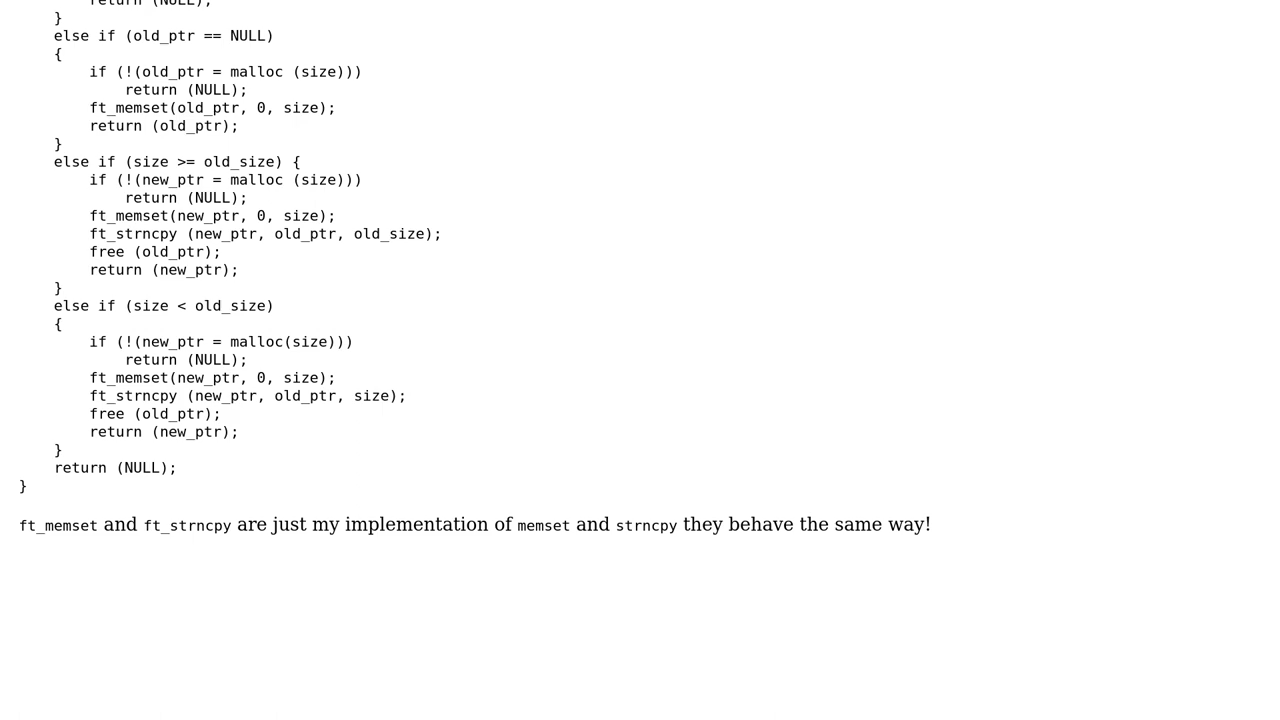 return (NULL);
}
else if (old_ptr == NULL)
{
if (!(old_ptr = malloc (size)))
return (NULL);
ft_memset(old_ptr, 0, size);
return (old_ptr);
}
else if (size >= old_size) {
if (!(new_ptr = malloc (size)))
return (NULL);
ft_memset(new_ptr, 0, size);
ft_strncpy (new_ptr, old_ptr, old_size);
free (old_ptr);
return (new_ptr);
}
else if (size < old_size)
{
if (!(new_ptr = malloc(size)))
return (NULL);
ft_memset(new_ptr, 0, size);
ft_strncpy (new_ptr, old_ptr, size);
free (old_ptr);
return (new_ptr);
}
return (NULL);
}
ft_memset and ft_strncpy are just my implementation of memset and strncpy they behave the same way!